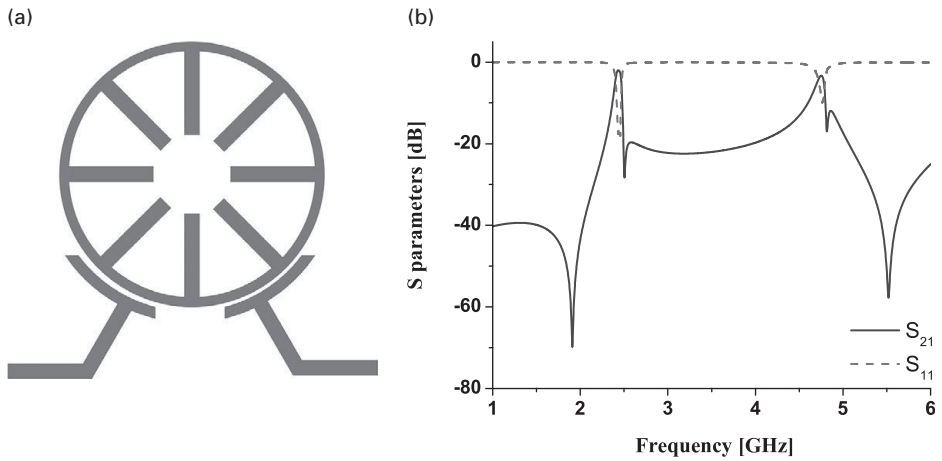 (a)
(b)
0
-20
-40
-60
-80
S parameters [dB]
S21
S11
1 2 3 4 5 6
Frequency [GHz]